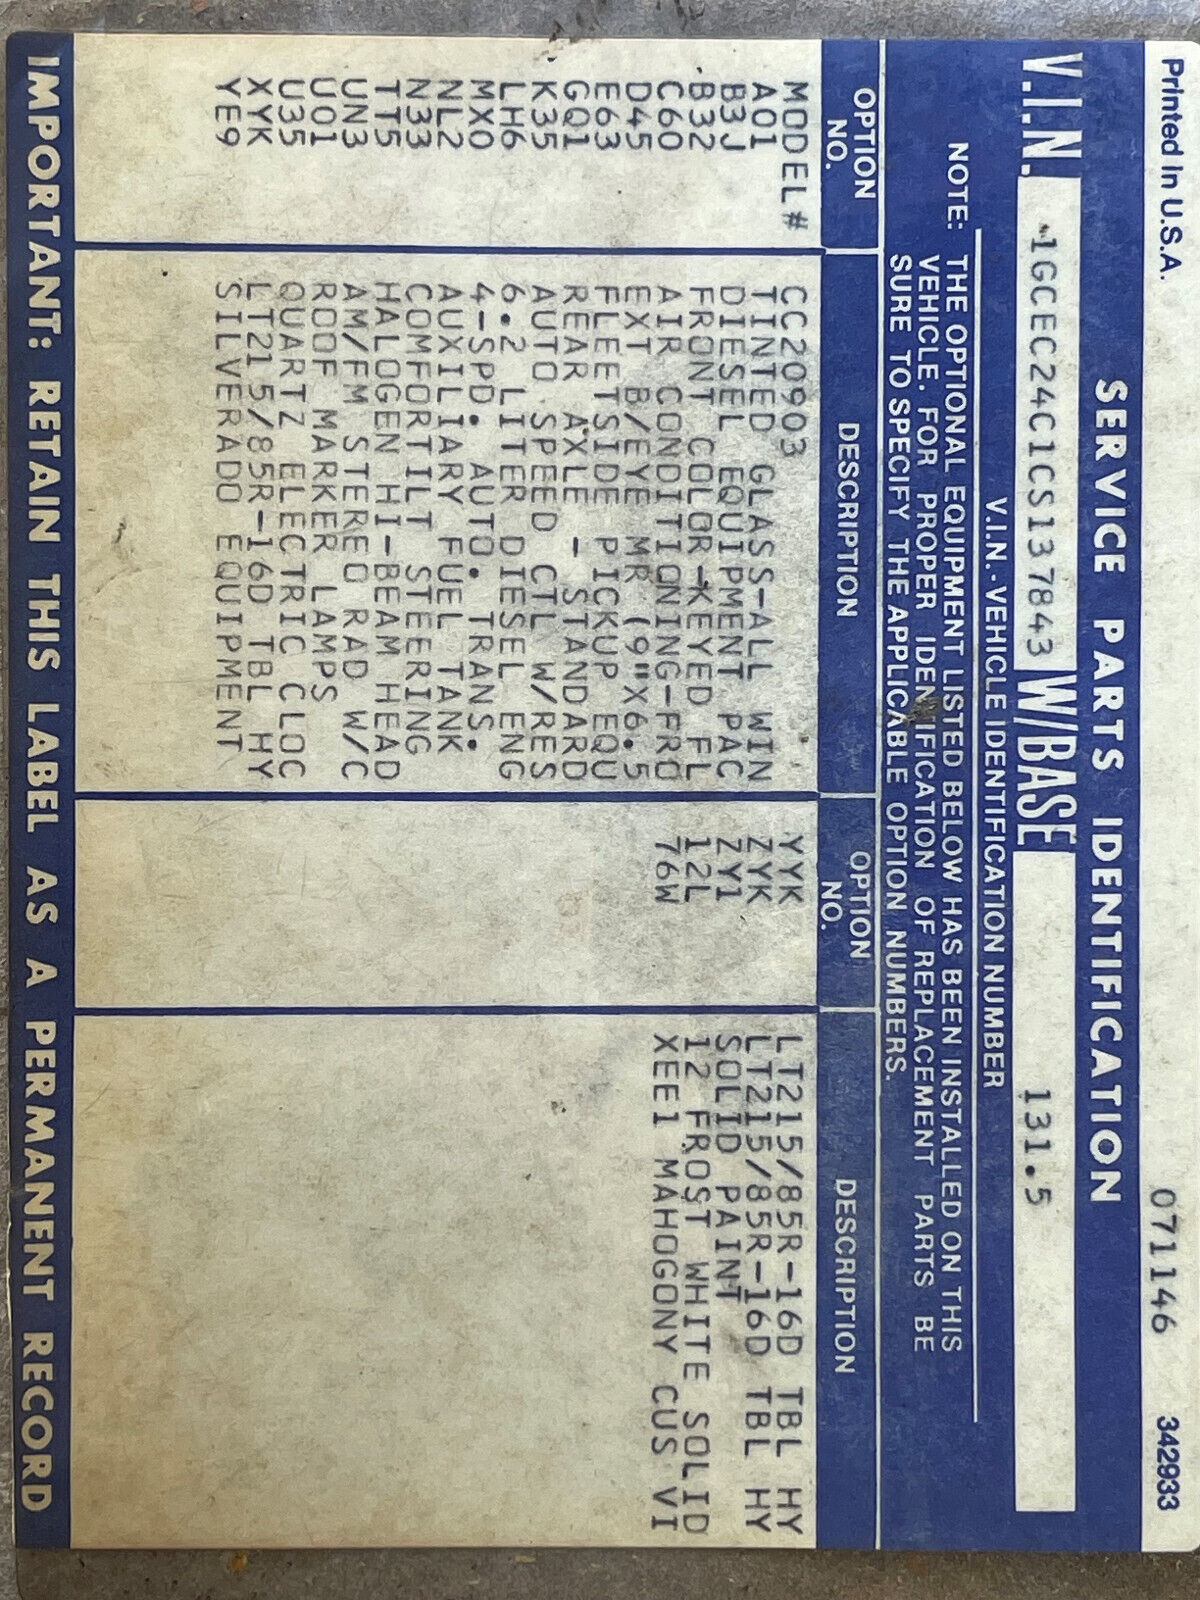 Printed In U.S.A. 071146 342933
SERVICE PARTS IDENTIFICATION
V.I.N. 1GCEC24C1CS137843 W/BASE 131.5
V.I.N.-VEHICLE IDENTIFICATION NUMBER
NOTE: THE OPTIONAL EQUIPMENT LISTED BELOW HAS BEEN INSTALLED ON THIS
VEHICLE. FOR PROPER IDENTIFICATION OF REPLACEMENT PARTS BE
SURE TO SPECIFY THE APPLICABLE OPTION NUMBERS.
OPTION NO. DESCRIPTION OPTION NO. DESCRIPTION
MODEL# CC20903 YYK LT215/85R-16D TBL HY
A01 TINTED GLASS-ALL WIN ZYK LT215/85R-16D TBL HY
B3J DIESEL EQUIPMENT PAC ZY1 SOLID PAINT
B32 FRONT COLOR-KEYED FL 12L 12 FROST WHITE SOLID
C60 AIR CONDITIONING-FRO 76W XEE1 MAHOGONY CUS VI
D45 EXT B/EYE MR (9"X6.5
E63 FLEETSIDE PICKUP EQU
GQ1 REAR AXLE - STANDARD
K35 AUTO SPEED CTL W/RES
LH6 6.2 LITER DIESEL ENG
MX0 4-SPD. AUTO. TRANS.
NL2 AUXILIARY FUEL TANK
N33 COMFORTILT STEERING
TT5 HALOGEN HI-BEAM HEAD
UN3 AM/FM STEREO RAD W/C
U01 ROOF MARKER LAMPS
U35 QUARTZ ELECTRIC CLOC
XYK LT215/85R-16D TBL HY
YE9 SILVERADO EQUIPMENT
IMPORTANT: RETAIN THIS LABEL AS A PERMANENT RECORD